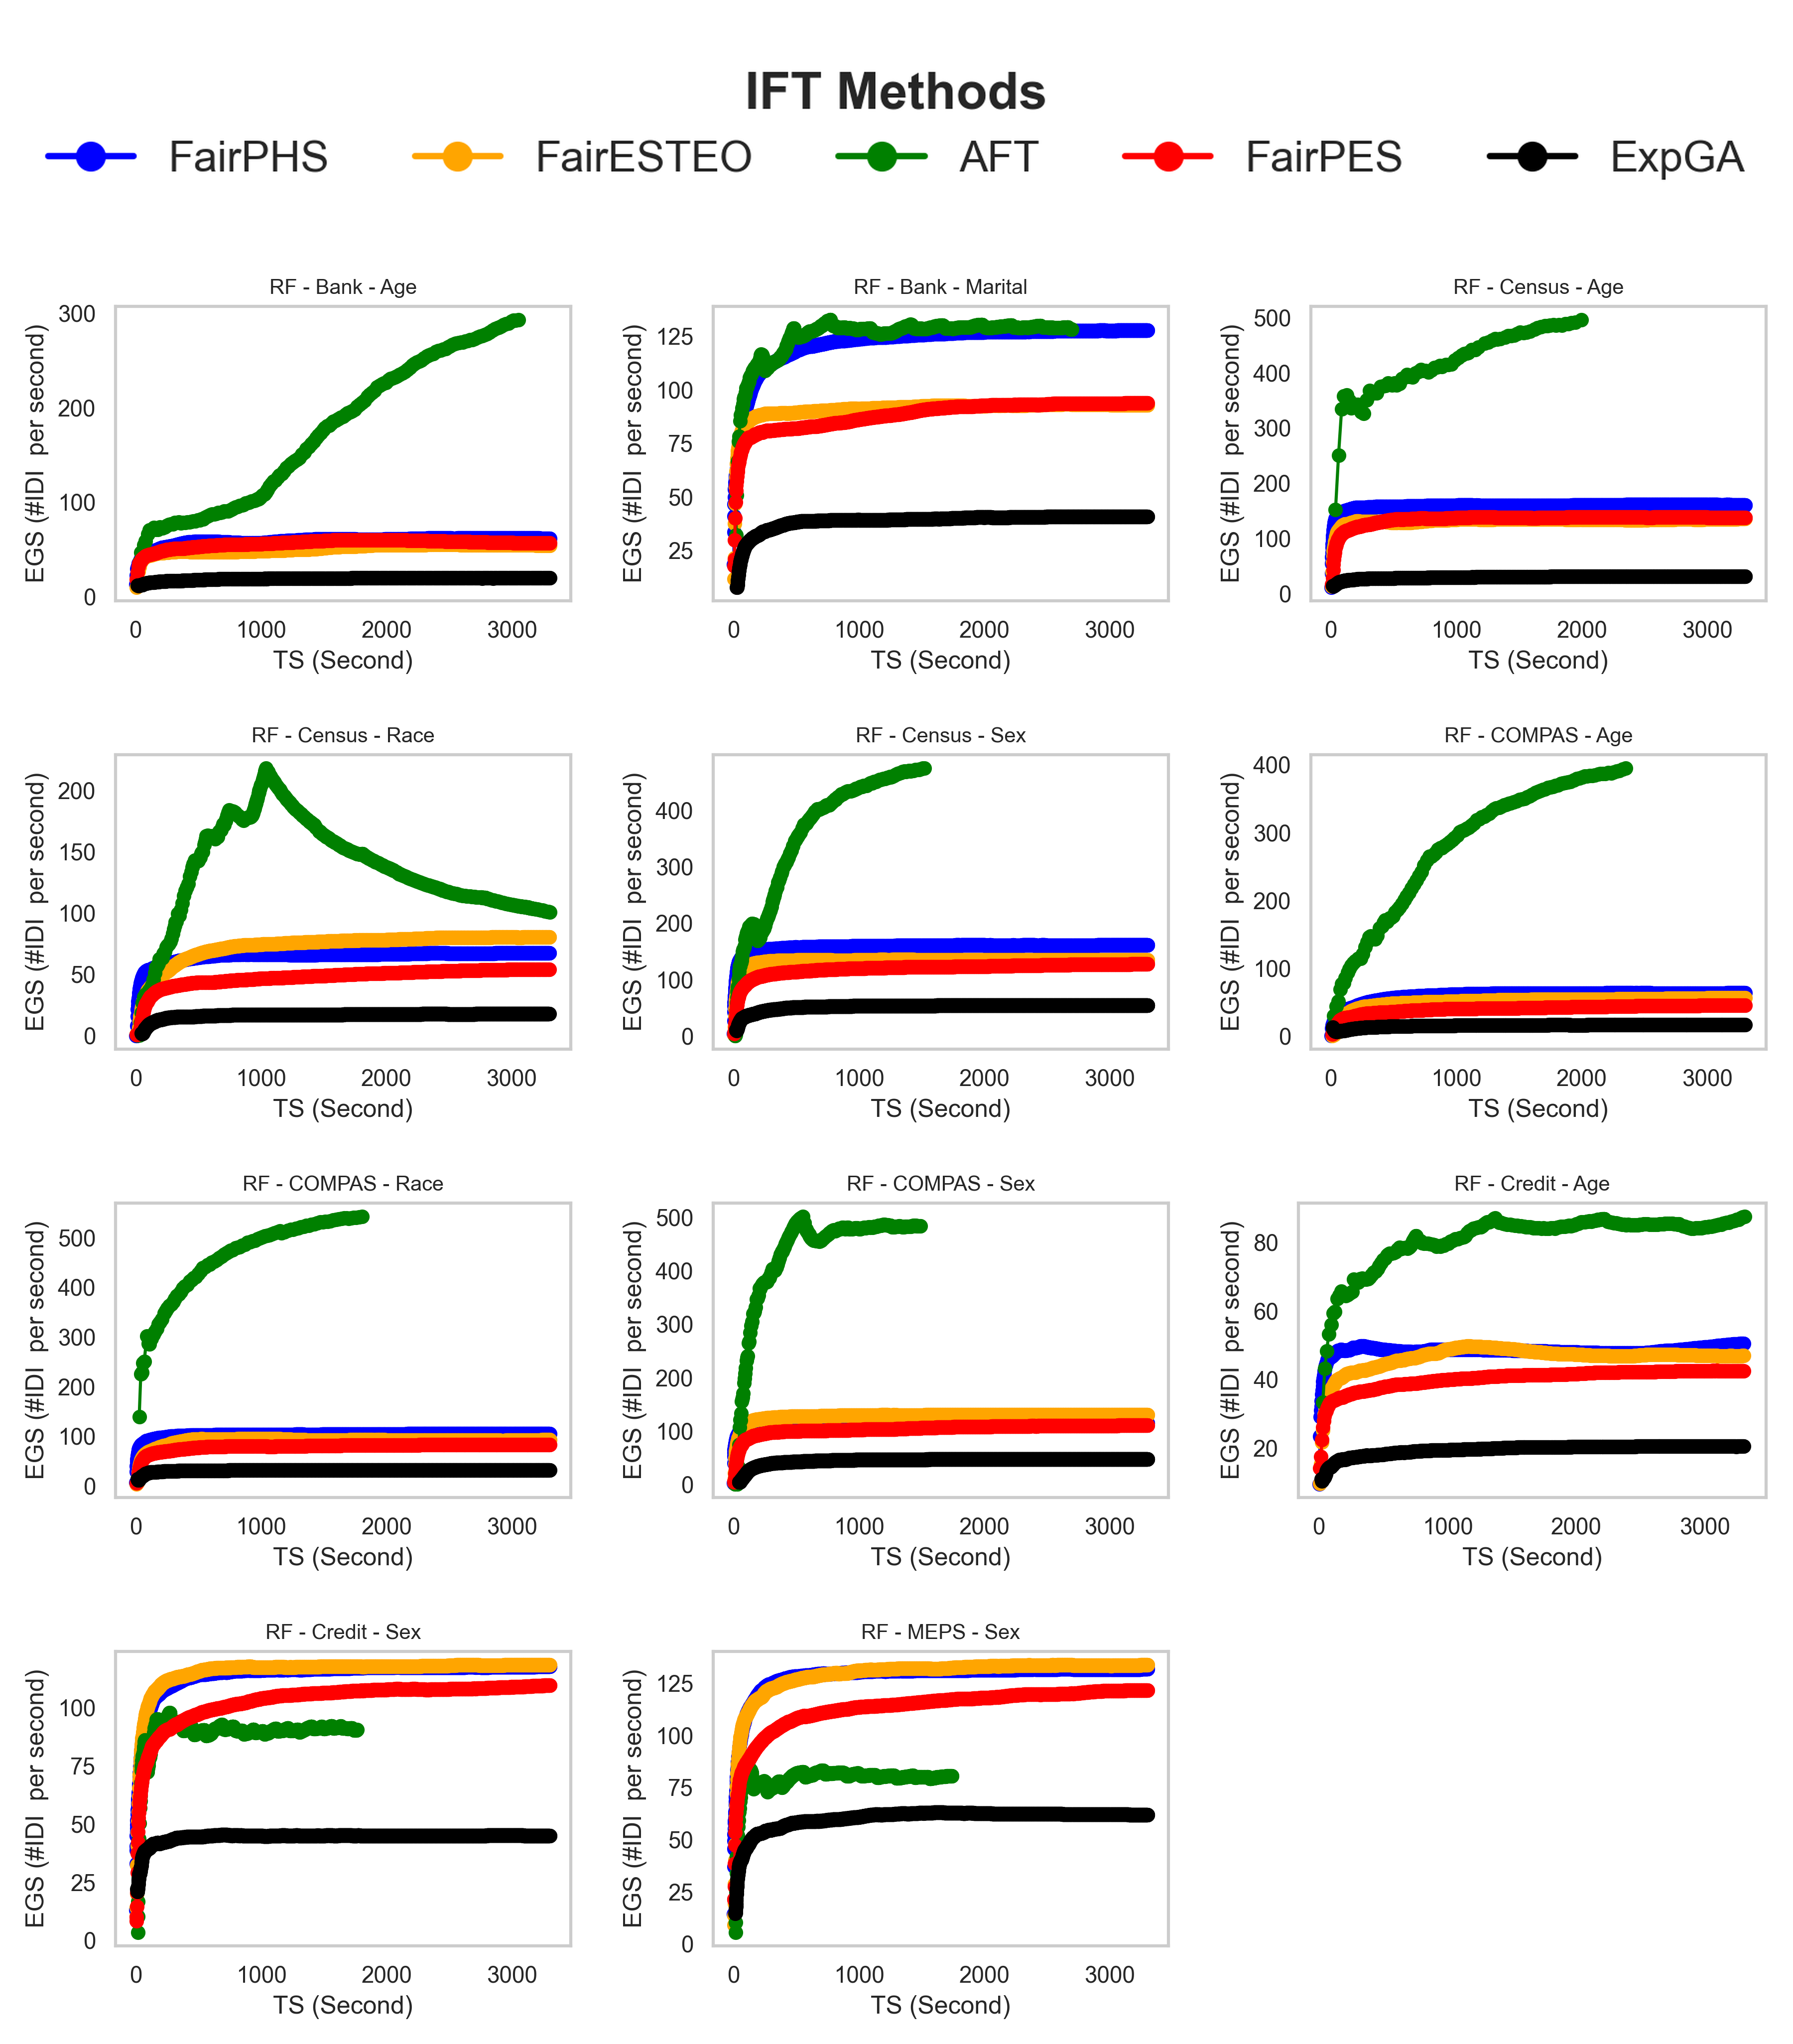 IFT Methods
FairPHS FairESTEO AFT FairPES ExpGA
RF - Bank - Age
EGS (#IDI per second)
300
200
100
0
0 1000 2000 3000
TS (Second)
RF - Bank - Marital
EGS (#IDI per second)
125
100
75
50
25
0 1000 2000 3000
TS (Second)
RF - Census - Age
EGS (#IDI per second)
500
400
300
200
100
0
0 1000 2000 3000
TS (Second)
RF - Census - Race
EGS (#IDI per second)
200
150
100
50
0
0 1000 2000 3000
TS (Second)
RF - Census - Sex
EGS (#IDI per second)
400
300
200
100
0
0 1000 2000 3000
TS (Second)
RF - COMPAS - Age
EGS (#IDI per second)
400
300
200
100
0
0 1000 2000 3000
TS (Second)
RF - COMPAS - Race
EGS (#IDI per second)
500
400
300
200
100
0
0 1000 2000 3000
TS (Second)
RF - COMPAS - Sex
EGS (#IDI per second)
500
400
300
200
100
0
0 1000 2000 3000
TS (Second)
RF - Credit - Age
EGS (#IDI per second)
80
60
40
20
0 1000 2000 3000
TS (Second)
RF - Credit - Sex
EGS (#IDI per second)
100
75
50
25
0
0 1000 2000 3000
TS (Second)
RF - MEPS - Sex
EGS (#IDI per second)
125
100
75
50
25
0
0 1000 2000 3000
TS (Second)